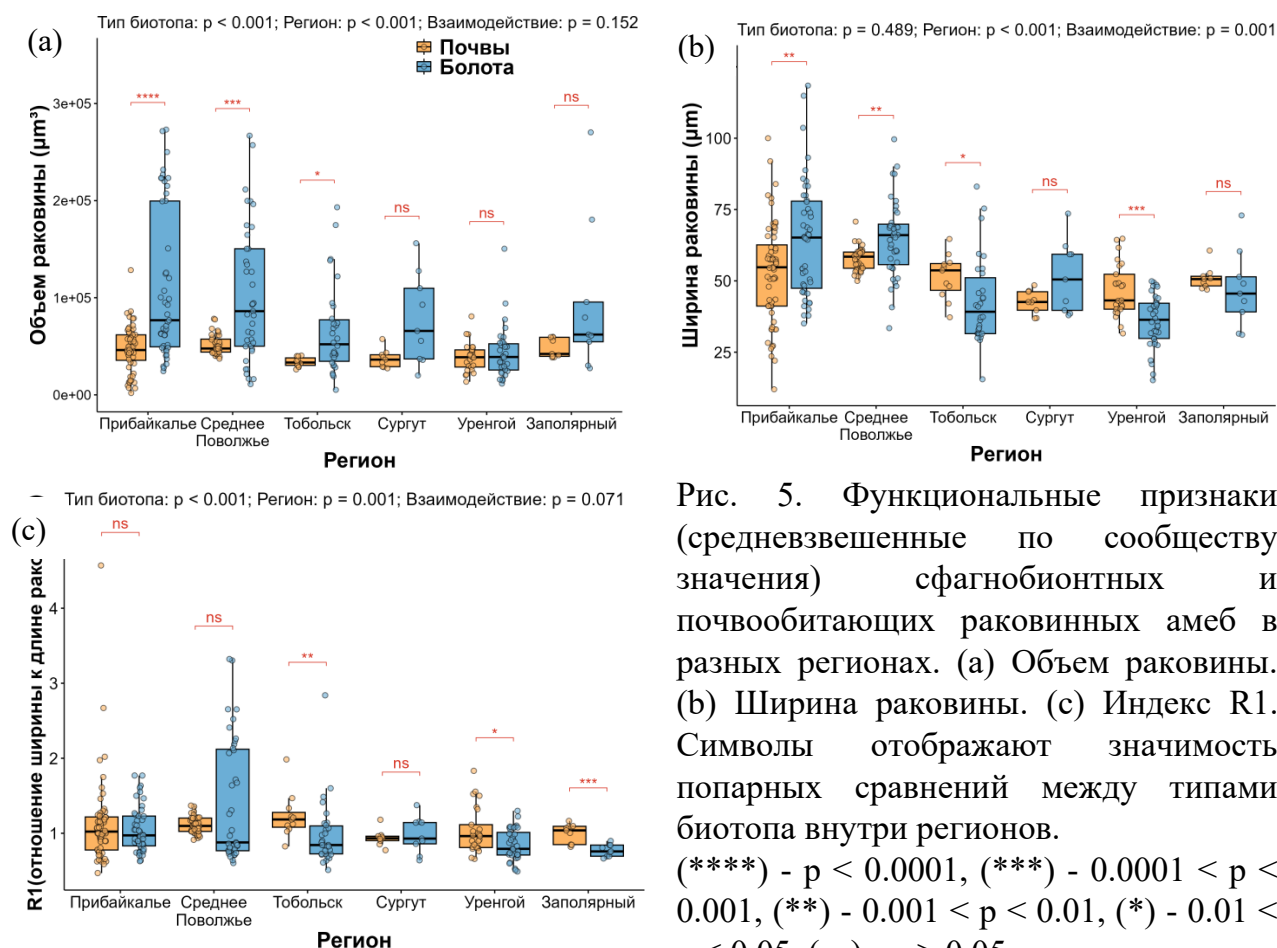 Тип биотопа: p < 0.001; Регион: p < 0.001; Взаимодействие: p = 0.152
(a)
Почвы
Болота
Объем раковины (µm³)
3e+05
2e+05
1e+05
0e+00
****
***
*
ns
ns
ns
Прибайкалье
Среднее
Поволжье
Тобольск
Сургут
Уренгой
Заполярный
Регион
Тип биотопа: p = 0.489; Регион: p < 0.001; Взаимодействие: p = 0.001
(b)
Ширина раковины (µm)
100
75
50
25
**
**
*
ns
***
ns
Прибайкалье
Среднее
Поволжье
Тобольск
Сургут
Уренгой
Заполярный
Регион
Тип биотопа: p < 0.001; Регион: p = 0.001; Взаимодействие: p = 0.071
(c)
R1(отношение ширины к длине рако
4
3
2
1
ns
ns
**
ns
*
***
Прибайкалье
Среднее
Поволжье
Тобольск
Сургут
Уренгой
Заполярный
Регион
Рис. 5. Функциональные признаки
(средневзвешенные по сообществу
значения) сфагнобионтных и
почвообитающих раковинных амеб в
разных регионах. (a) Объем раковины.
(b) Ширина раковины. (c) Индекс R1.
Символы отображают значимость
попарных сравнений между типами
биотопа внутри регионов.
(****) - p < 0.0001, (***) - 0.0001 < p <
0.001, (**) - 0.001 < p < 0.01, (*) - 0.01 <